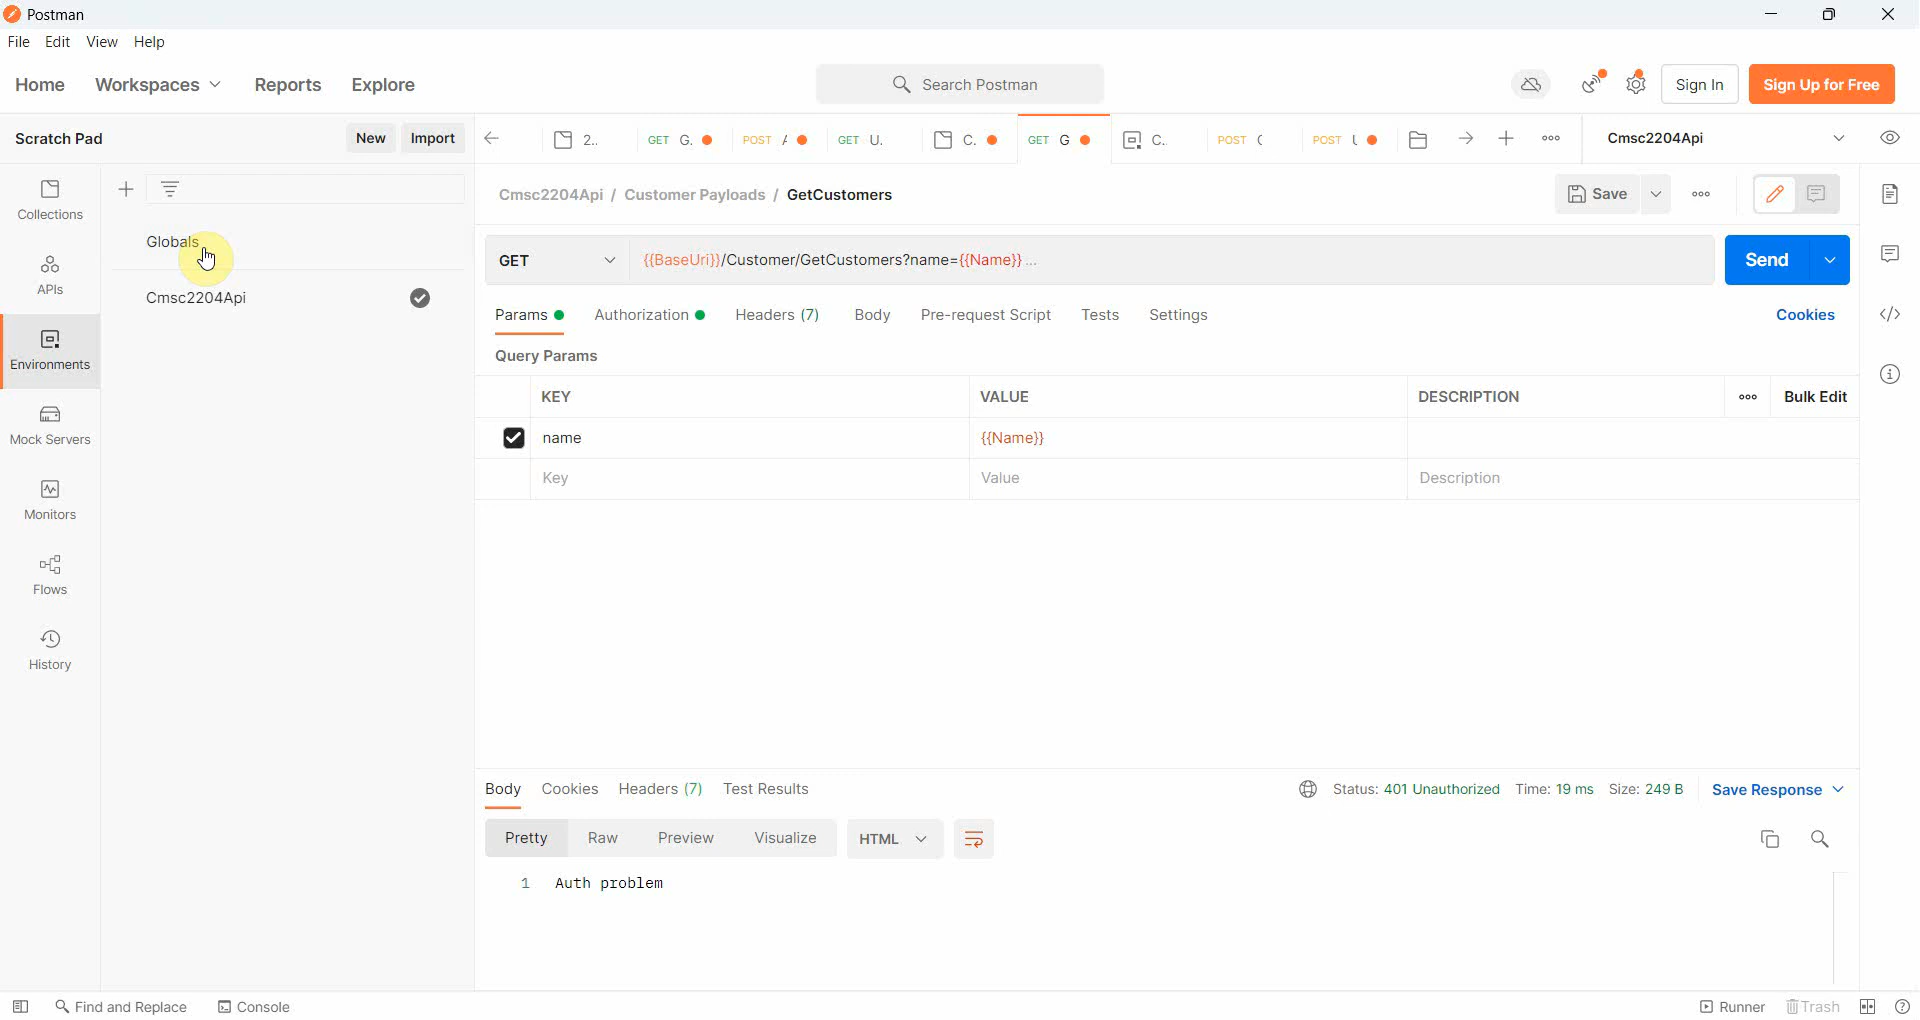 Postman
File Edit View Help
Home Workspaces Reports Explore Search Postman Sign In Sign Up for Free
Scratch Pad New Import 2.. GET G. POST A GET U. C. GET G C. POST POST Cmsc2204Api
Collections
Cmsc2204Api / Customer Payloads / GetCustomers Save
Globals
GET {{BaseUri}}/Customer/GetCustomers?name={{Name}} ... Send
APIs
Cmsc2204Api
Params Authorization Headers (7) Body Pre-request Script Tests Settings Cookies
Environments
Query Params
KEY VALUE DESCRIPTION Bulk Edit
Mock Servers
name {{Name}}
Key Value Description
Monitors
Flows
History
Body Cookies Headers (7) Test Results Status: 401 Unauthorized Time: 19 ms Size: 249 B Save Response
Pretty Raw Preview Visualize HTML
1 Auth problem
Find and Replace Console Runner Trash